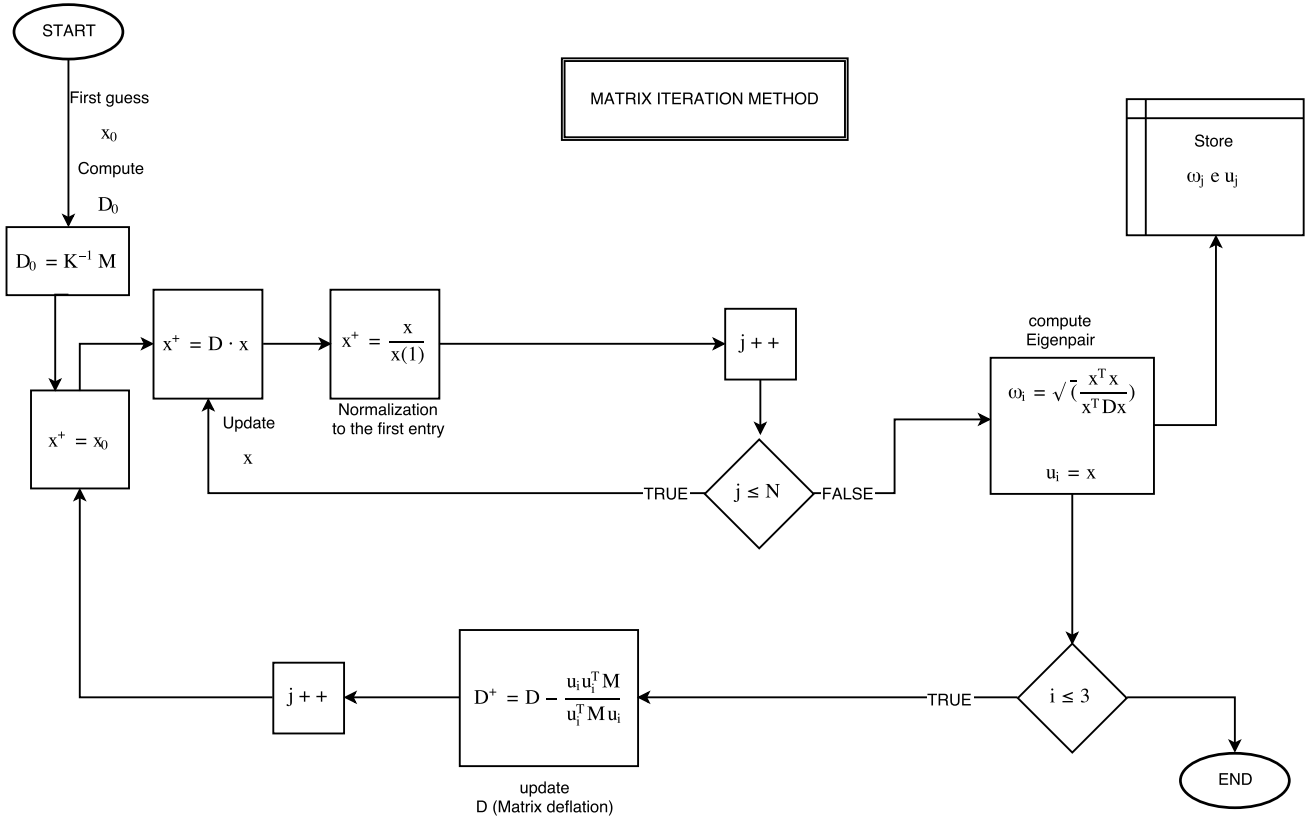 START
First guess
x₀
Compute
D₀
MATRIX ITERATION METHOD
Store
ωⱼ e uⱼ
D₀ = K⁻¹ M
x⁺ = D · x
x⁺ = x / x(1)
j + +
compute
Eigenpair
ωᵢ = √‾(xᵀx / xᵀDx)
uᵢ = x
Normalization
to the first entry
Update
x
x⁺ = x₀
TRUE
j ≤ N
FALSE
j + +
D⁺ = D − uᵢuᵢᵀM / uᵢᵀMuᵢ
TRUE
i ≤ 3
END
update
D (Matrix deflation)